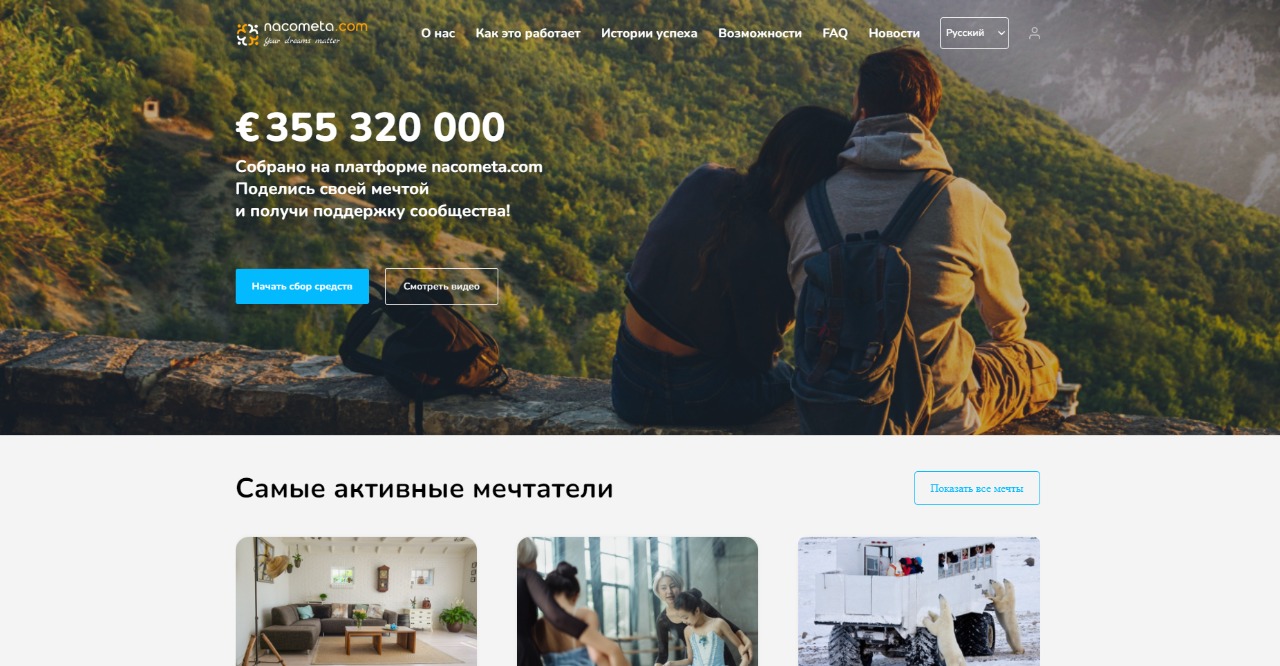 nacometa.com
Your dreams matter
О нас
Как это работает
Истории успеха
Возможности
FAQ
Новости
Русский
€ 355 320 000
Собрано на платформе nacometa.com
Поделись своей мечтой
и получи поддержку сообщества!
Начать сбор средств
Смотреть видео
Самые активные мечтатели
Показать все мечты